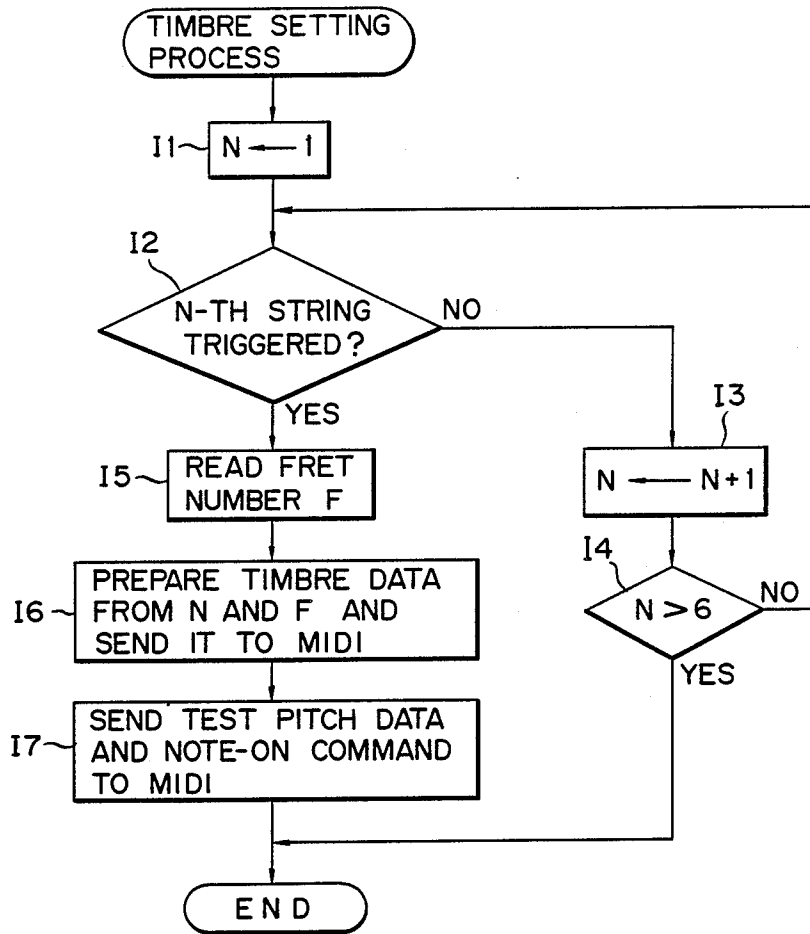 TIMBRE SETTING
PROCESS
I1
N ← 1
I2
N-TH STRING
TRIGGERED?
NO
YES
I3
N ← N+1
I5
READ FRET
NUMBER F
I4
N > 6
NO
YES
I6
PREPARE TIMBRE DATA
FROM N AND F AND
SEND IT TO MIDI
I7
SEND TEST PITCH DATA
AND NOTE-ON COMMAND
TO MIDI
END